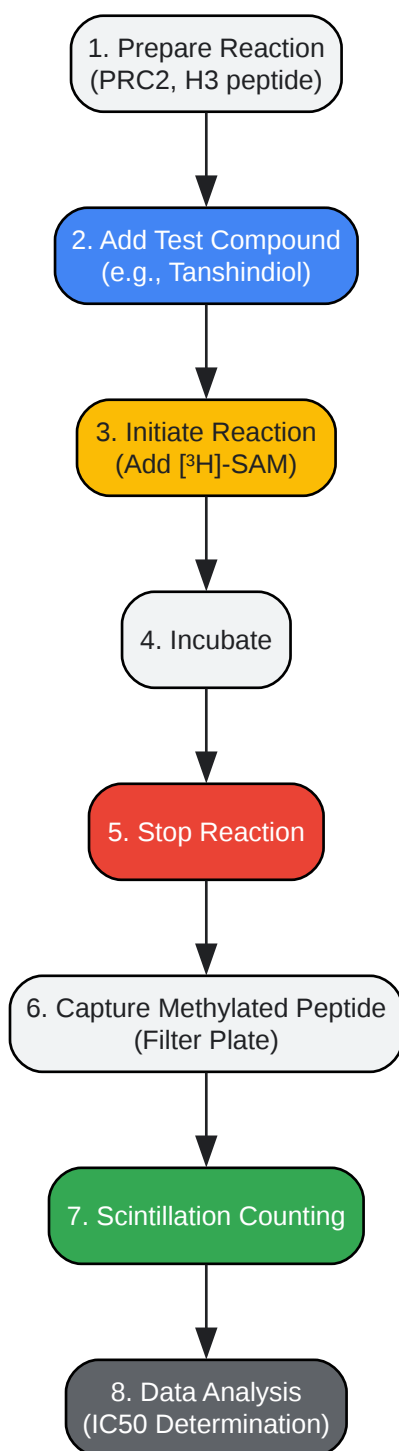 1. Prepare Reaction
(PRC2, H3 peptide)
2. Add Test Compound
(e.g., Tanshindiol)
3. Initiate Reaction
(Add [³H]-SAM)
4. Incubate
5. Stop Reaction
6. Capture Methylated Peptide
(Filter Plate)
7. Scintillation Counting
8. Data Analysis
(IC50 Determination)